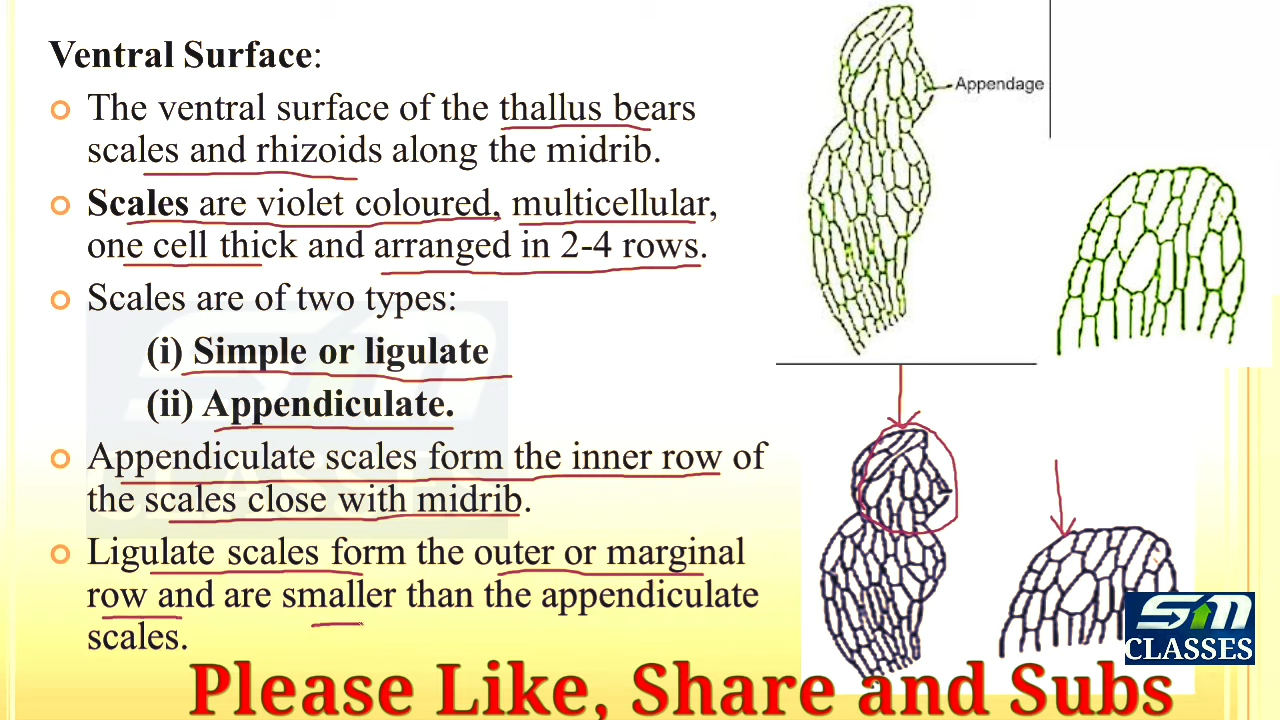 Ventral Surface:
The ventral surface of the thallus bears
scales and rhizoids along the midrib.
Scales are violet coloured, multicellular,
one cell thick and arranged in 2-4 rows.
Scales are of two types:
(i) Simple or ligulate
(ii) Appendiculate.
Appendiculate scales form the inner row of
the scales close with midrib.
Ligulate scales form the outer or marginal
row and are smaller than the appendiculate
scales.
Appendage
SM
CLASSES
Please Like, Share and Subs